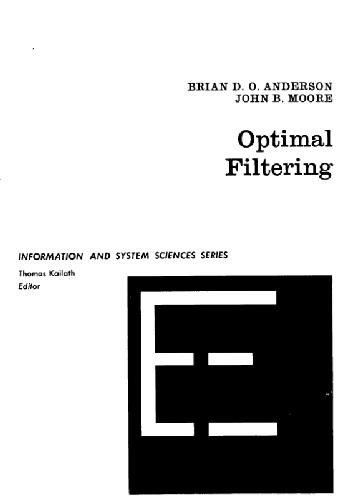 BRIAN D. O. ANDERSON
JOHN B. MOORE
Optimal
Filtering
INFORMATION AND SYSTEM SCIENCES SERIES
Thomas Kailath
Editor